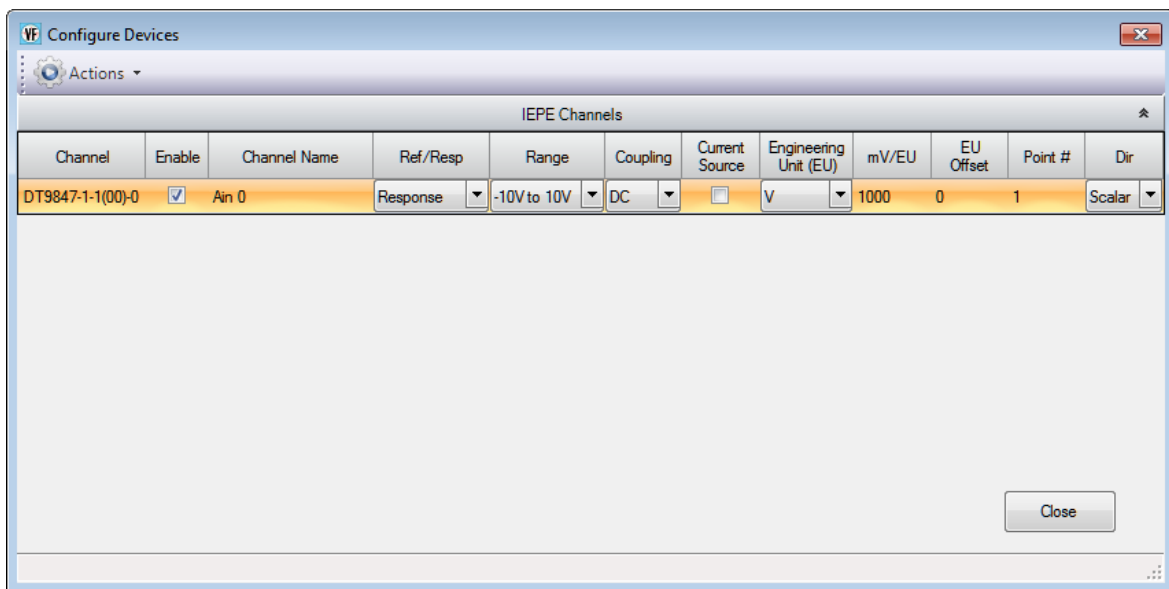 VF Configure Devices
Actions
IEPE Channels
Channel Enable Channel Name Ref/Resp Range Coupling Current Source Engineering Unit (EU) mV/EU EU Offset Point # Dir
DT9847-1-1(00)-0 Ain 0 Response -10V to 10V DC V 1000 0 1 Scalar
Close